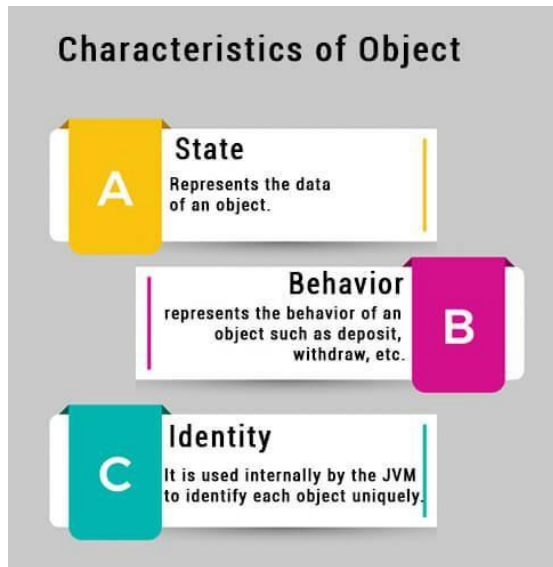 Characteristics of Object
A
State
Represents the data
of an object.
Behavior
represents the behavior of an
object such as deposit,
withdraw, etc.
B
C
Identity
It is used internally by the JVM
to identify each object uniquely.